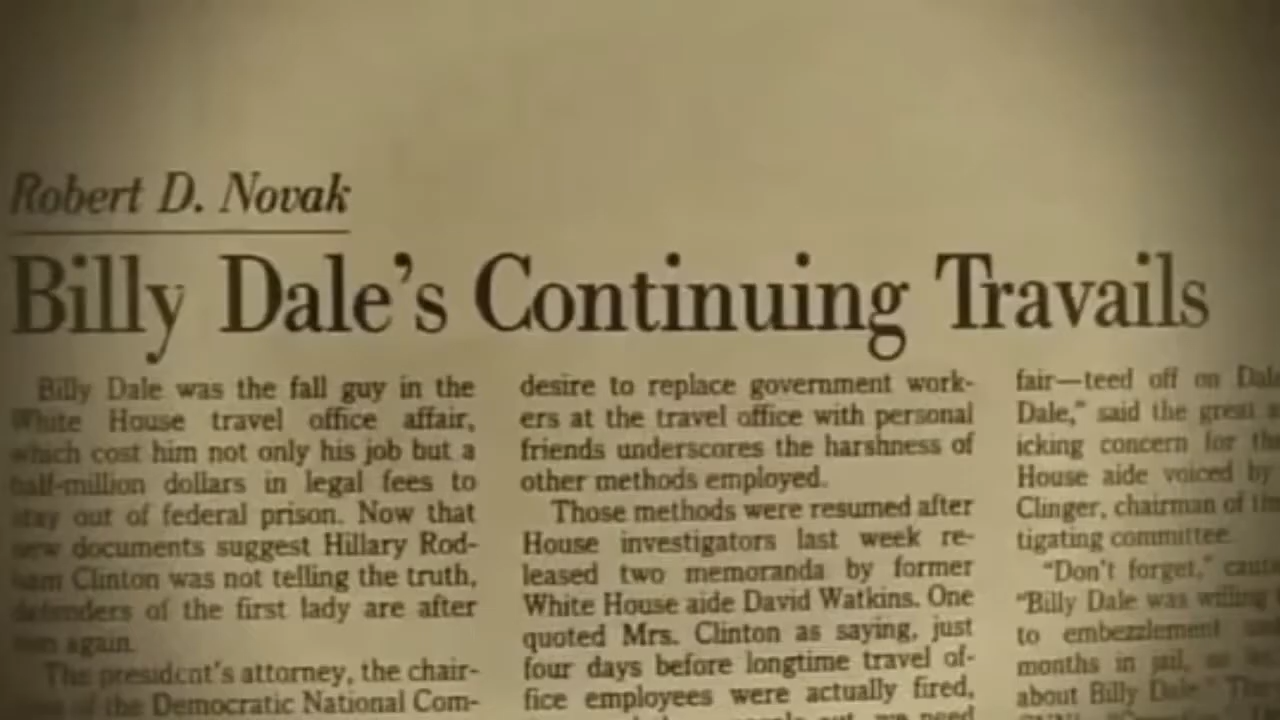 Robert D. Novak
Billy Dale's Continuing Travails
Billy Dale was the fall guy in the
White House travel office affair,
which cost him not only his job but a
half-million dollars in legal fees to
stay out of federal prison. Now that
new documents suggest Hillary Rod-
ham Clinton was not telling the truth,
defenders of the first lady are after
him again.
The president's attorney, the chair-
of the Democratic National Com-
desire to replace government work-
ers at the travel office with personal
friends underscores the harshness of
other methods employed.
Those methods were resumed after
House investigators last week re-
leased two memoranda by former
White House aide David Watkins. One
quoted Mrs. Clinton as saying, just
four days before longtime travel of-
fice employees were actually fired,
people out, we need
fair—teed off on Dale
Dale," said the great
icking concern for the
House aide voiced by
Clinger, chairman of
tigating committee.
"Don't forget,"
"Billy Dale was willing
to embezzlement
months in jail,
about Billy Dale."